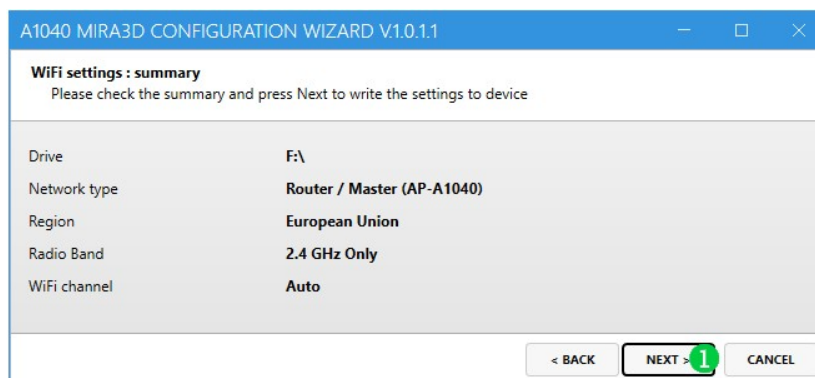 A1040 MIRA3D CONFIGURATION WIZARD V.1.0.1.1
WiFi settings : summary
Please check the summary and press Next to write the settings to device
Drive F:\
Network type Router / Master (AP-A1040)
Region European Union
Radio Band 2.4 GHz Only
WiFi channel Auto
< BACK NEXT > 1 CANCEL